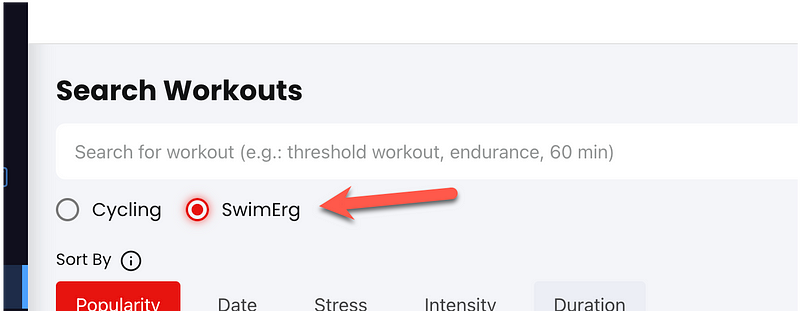 Search Workouts
Search for workout (e.g.: threshold workout, endurance, 60 min)
Cycling SwimErg
Sort By
Popularity Date Stress Intensity Duration